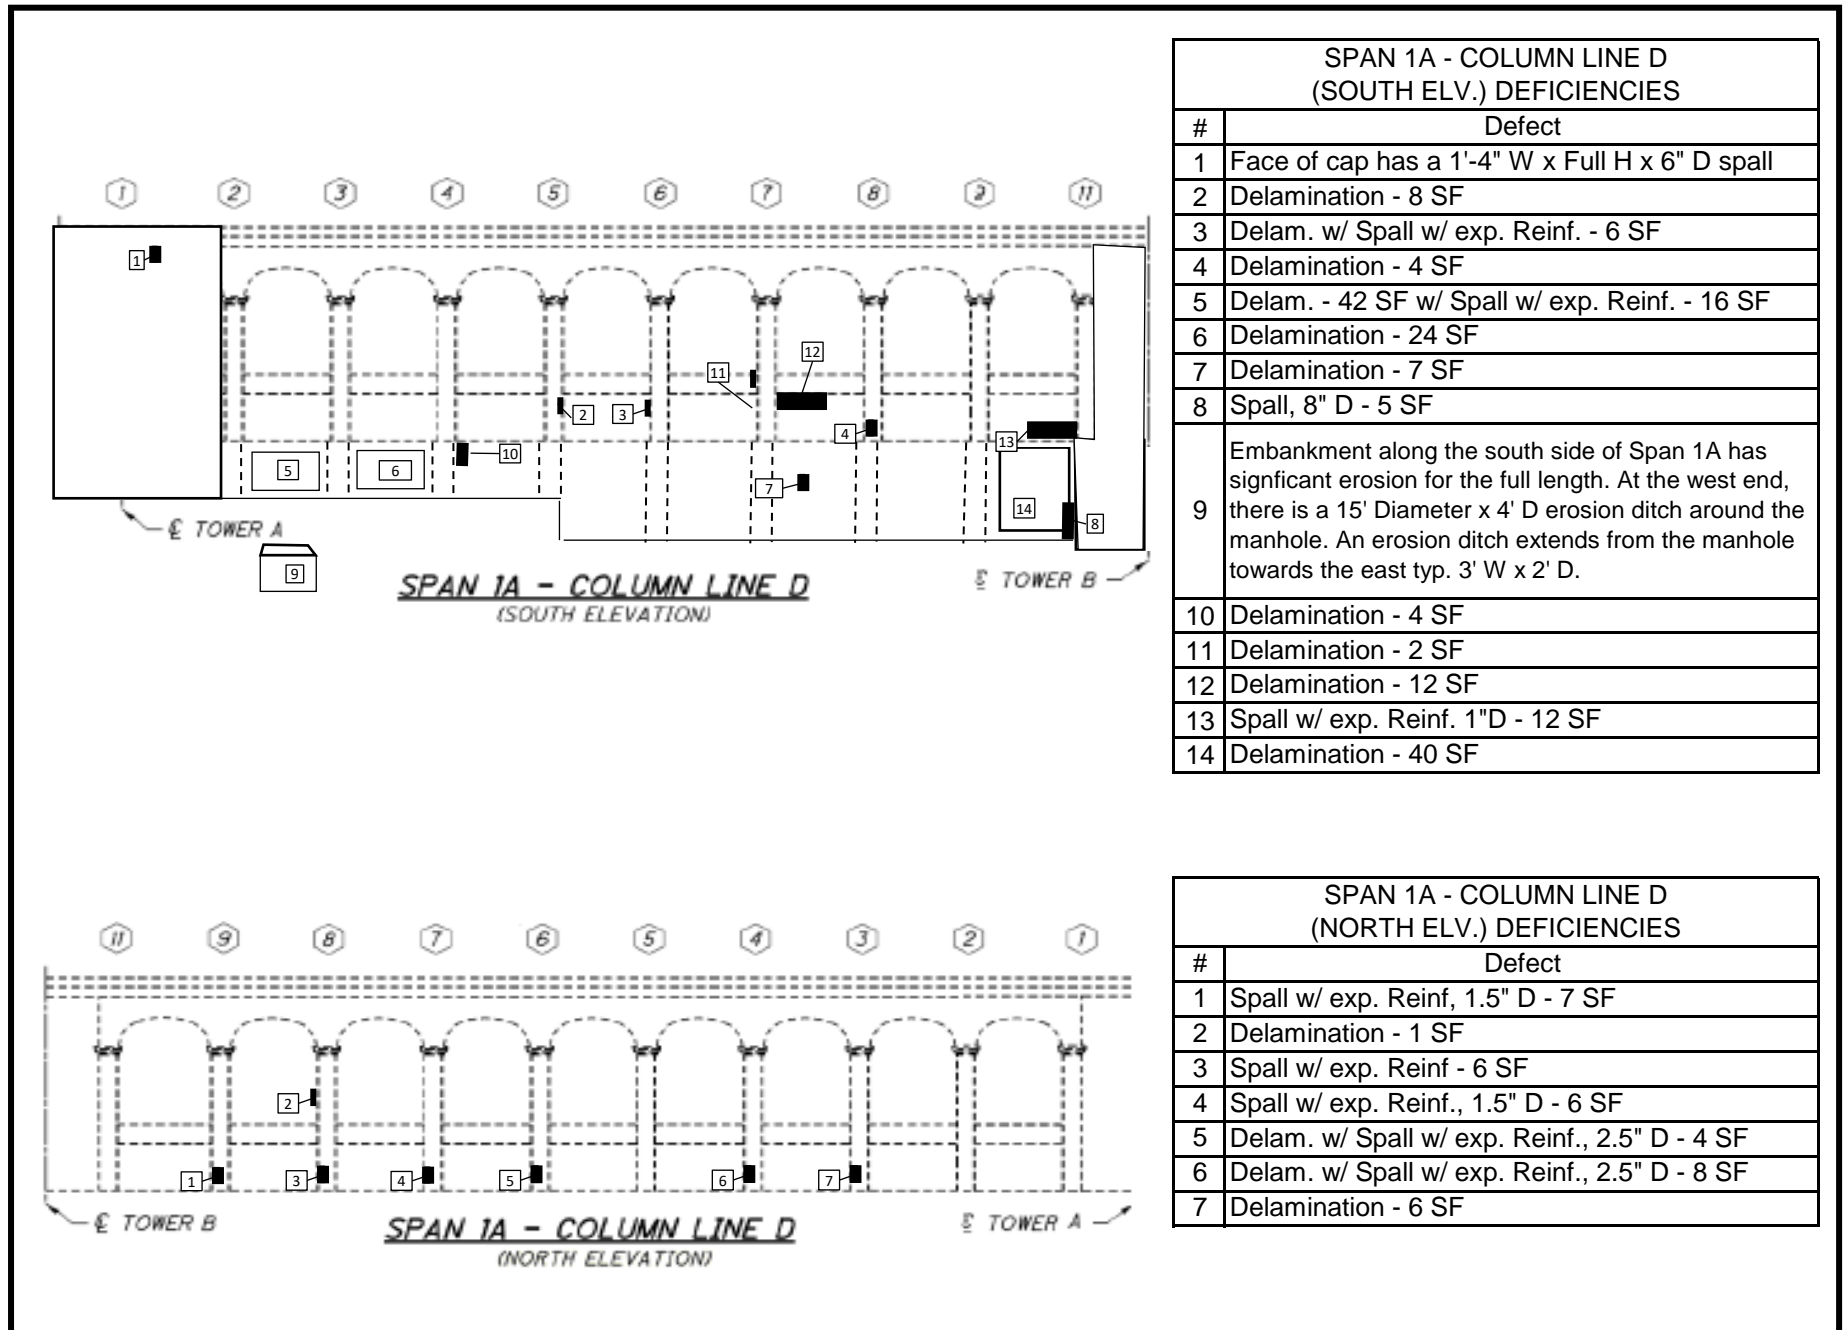 SPAN 1A - COLUMN LINE D
(SOUTH ELV.) DEFICIENCIES
# Defect
1 Face of cap has a 1'-4" W x Full H x 6" D spall
2 Delamination - 8 SF
3 Delam. w/ Spall w/ exp. Reinf. - 6 SF
4 Delamination - 4 SF
5 Delam. - 42 SF w/ Spall w/ exp. Reinf. - 16 SF
6 Delamination - 24 SF
7 Delamination - 7 SF
8 Spall, 8" D - 5 SF
9 Embankment along the south side of Span 1A has
signficant erosion for the full length. At the west end,
there is a 15' Diameter x 4' D erosion ditch around the
manhole. An erosion ditch extends from the manhole
towards the east typ. 3' W x 2' D.
10 Delamination - 4 SF
11 Delamination - 2 SF
12 Delamination - 12 SF
13 Spall w/ exp. Reinf. 1"D - 12 SF
14 Delamination - 40 SF
1 2 3 4 5 6 7 8 9 11
1
12
11
2 3
4
13
10
5 6
7
14
8
℄ TOWER A
9
℄ TOWER B
SPAN 1A - COLUMN LINE D
(SOUTH ELEVATION)
SPAN 1A - COLUMN LINE D
(NORTH ELV.) DEFICIENCIES
# Defect
1 Spall w/ exp. Reinf, 1.5" D - 7 SF
2 Delamination - 1 SF
3 Spall w/ exp. Reinf - 6 SF
4 Spall w/ exp. Reinf., 1.5" D - 6 SF
5 Delam. w/ Spall w/ exp. Reinf., 2.5" D - 4 SF
6 Delam. w/ Spall w/ exp. Reinf., 2.5" D - 8 SF
7 Delamination - 6 SF
11 9 8 7 6 5 4 3 2 1
2
1 3 4 5 6 7
℄ TOWER B
℄ TOWER A
SPAN 1A - COLUMN LINE D
(NORTH ELEVATION)